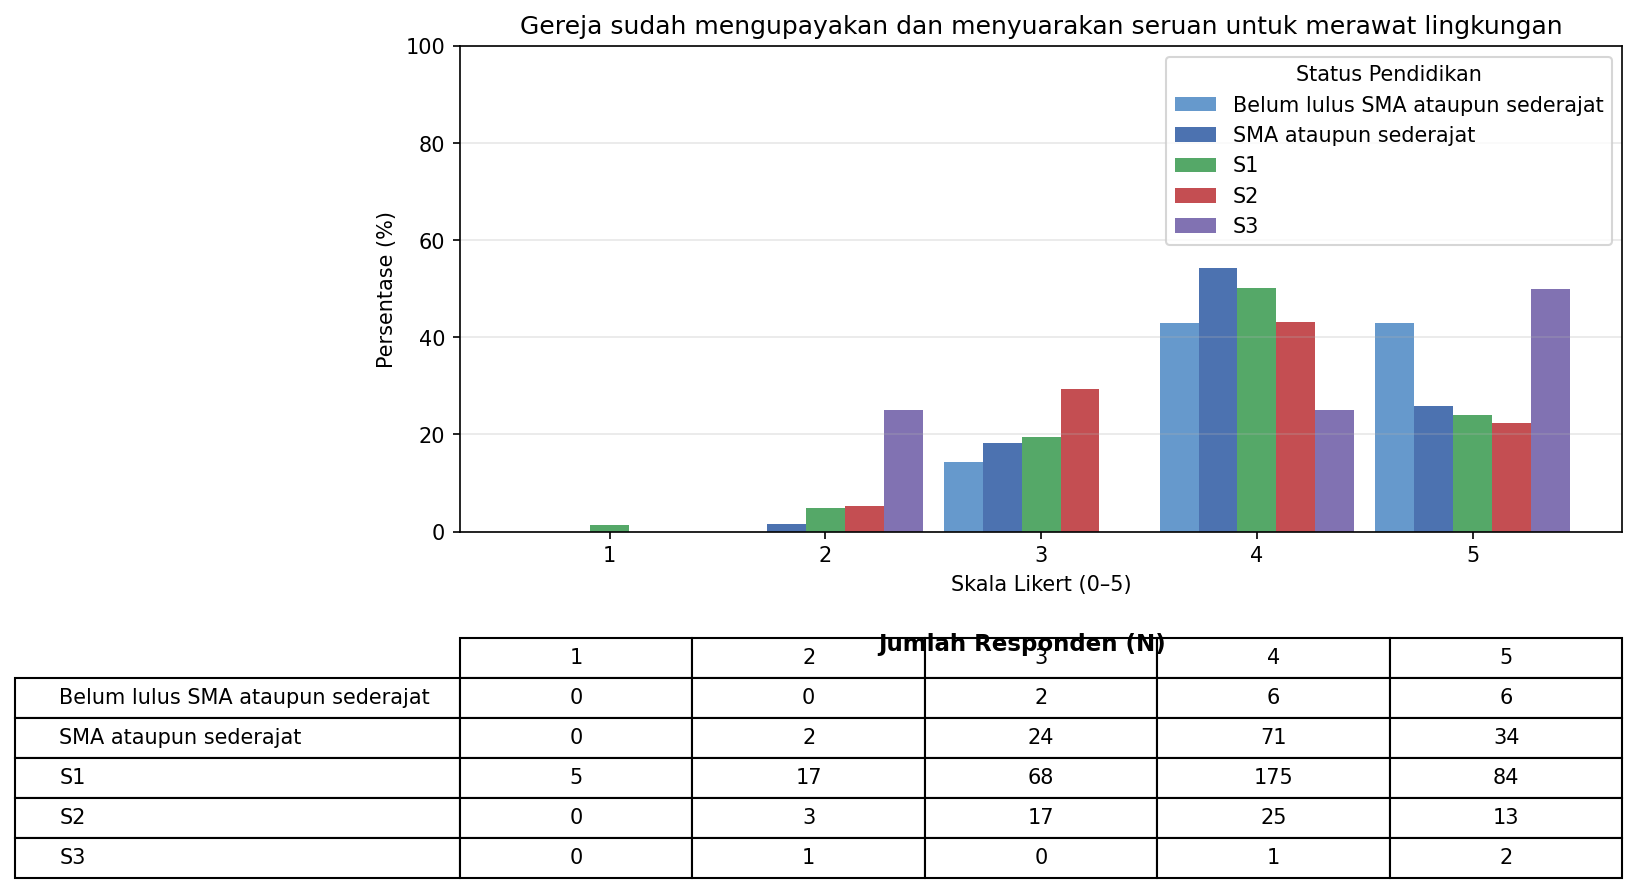 Gereja sudah mengupayakan dan menyuarakan seruan untuk merawat lingkungan
Persentase (%)
100
80
60
40
20
0
Status Pendidikan
Belum lulus SMA ataupun sederajat
SMA ataupun sederajat
S1
S2
S3
1 2 3 4 5
Skala Likert (0–5)
Jumlah Responden (N)
1 2 3 4 5
Belum lulus SMA ataupun sederajat 0 0 2 6 6
SMA ataupun sederajat 0 2 24 71 34
S1 5 17 68 175 84
S2 0 3 17 25 13
S3 0 1 0 1 2